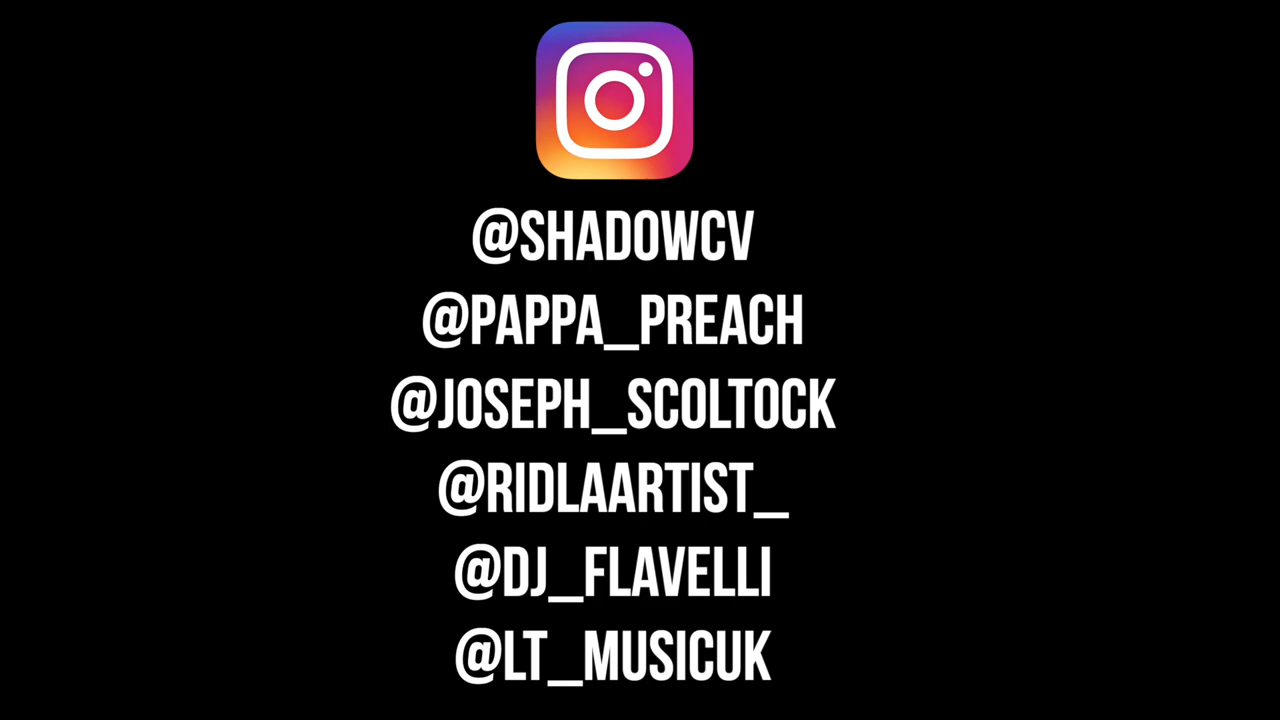 @SHADOWCV
@PAPPA_PREACH
@JOSEPH_SCOLTOCK
@RIDLAARTIST_
@DJ_FLAVELLI
@LT_MUSICUK